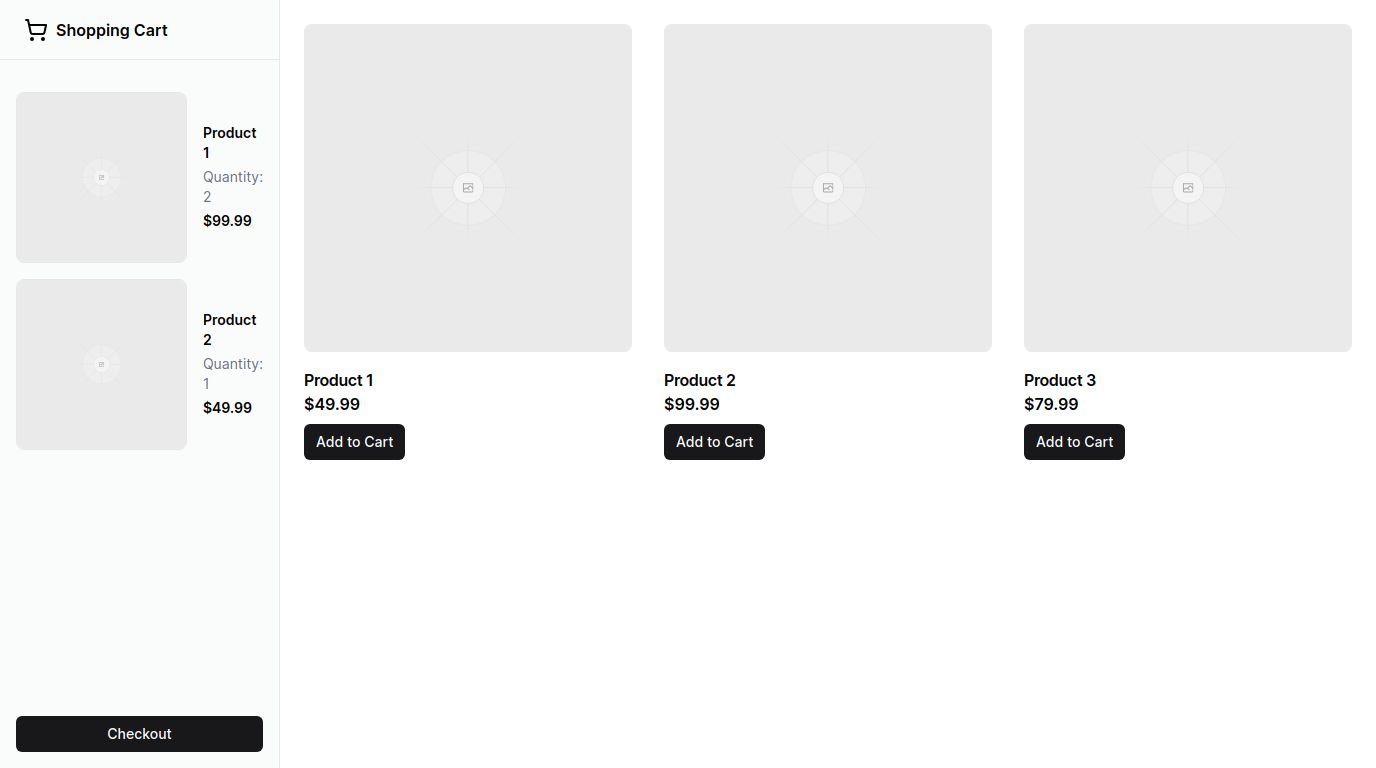 Shopping Cart
Product
1
Quantity:
2
$99.99
Product
2
Quantity:
1
$49.99
Checkout
Product 1
$49.99
Add to Cart
Product 2
$99.99
Add to Cart
Product 3
$79.99
Add to Cart